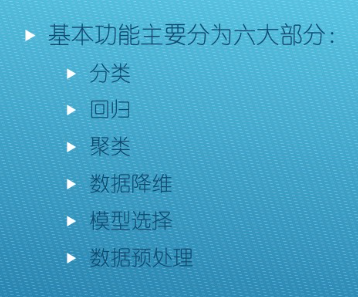 基本功能主要分为六大部分：
分类
回归
聚类
数据降维
模型选择
数据预处理